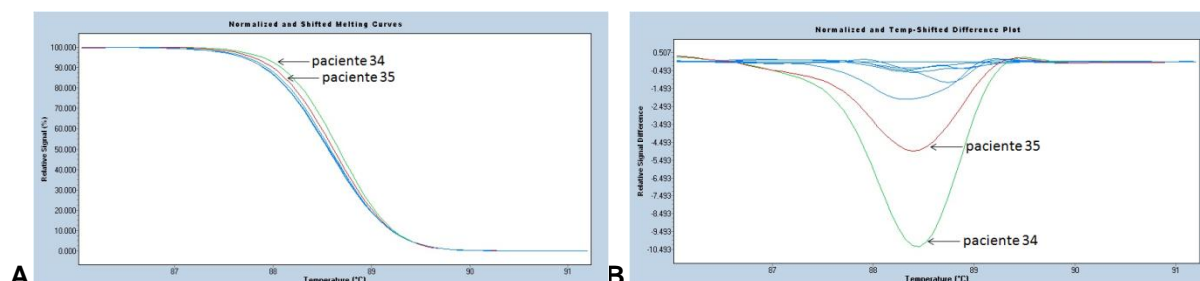 Normalized and Shifted Melting Curves
100.000
90.000
80.000
70.000
60.000
50.000
40.000
30.000
20.000
10.000
0.000
Relative Signal (%)
paciente 34
paciente 35
87
88
89
90
91
Temperature (°C)
A
Normalized and Temp-Shifted Difference Plot
0.507
-0.493
-1.493
-2.493
-3.493
-4.493
-5.493
-6.493
-7.493
-8.493
-9.493
-10.493
Relative Signal Difference
paciente 35
paciente 34
87
88
89
90
91
Temperature (°C)
B